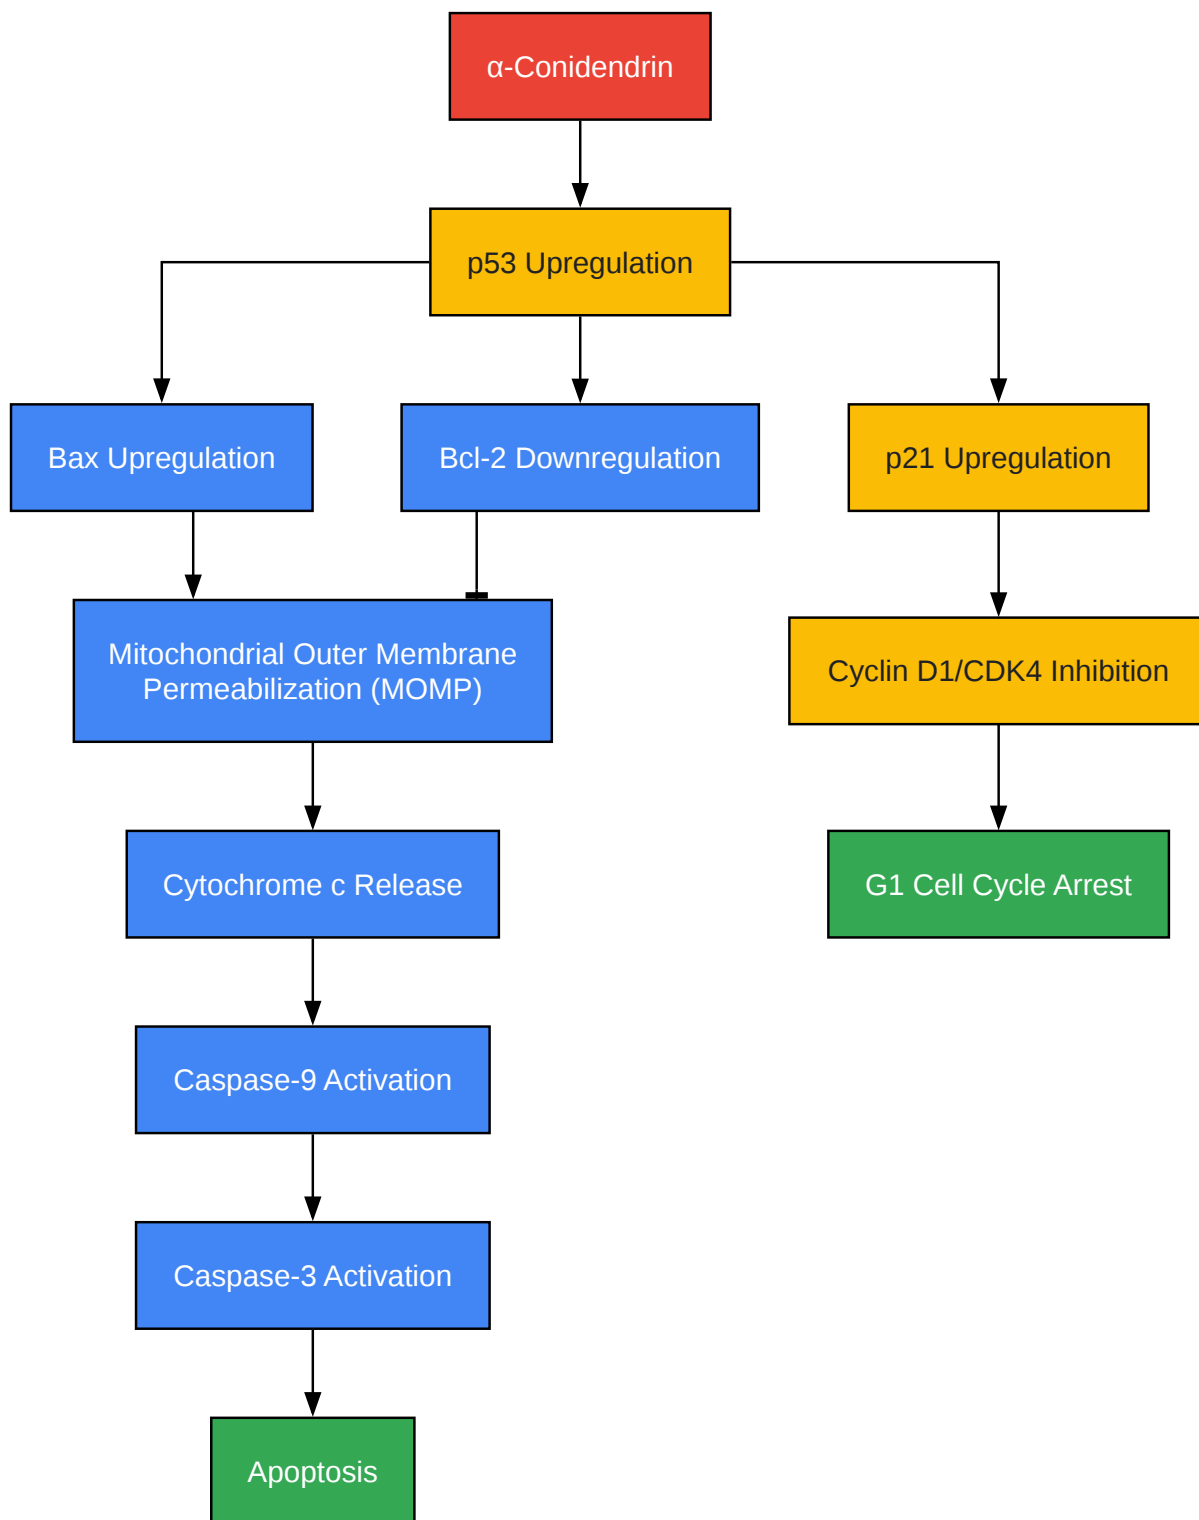 α-Conidendrin
p53 Upregulation
Bax Upregulation
Bcl-2 Downregulation
p21 Upregulation
Mitochondrial Outer Membrane
Permeabilization (MOMP)
Cyclin D1/CDK4 Inhibition
Cytochrome c Release
G1 Cell Cycle Arrest
Caspase-9 Activation
Caspase-3 Activation
Apoptosis